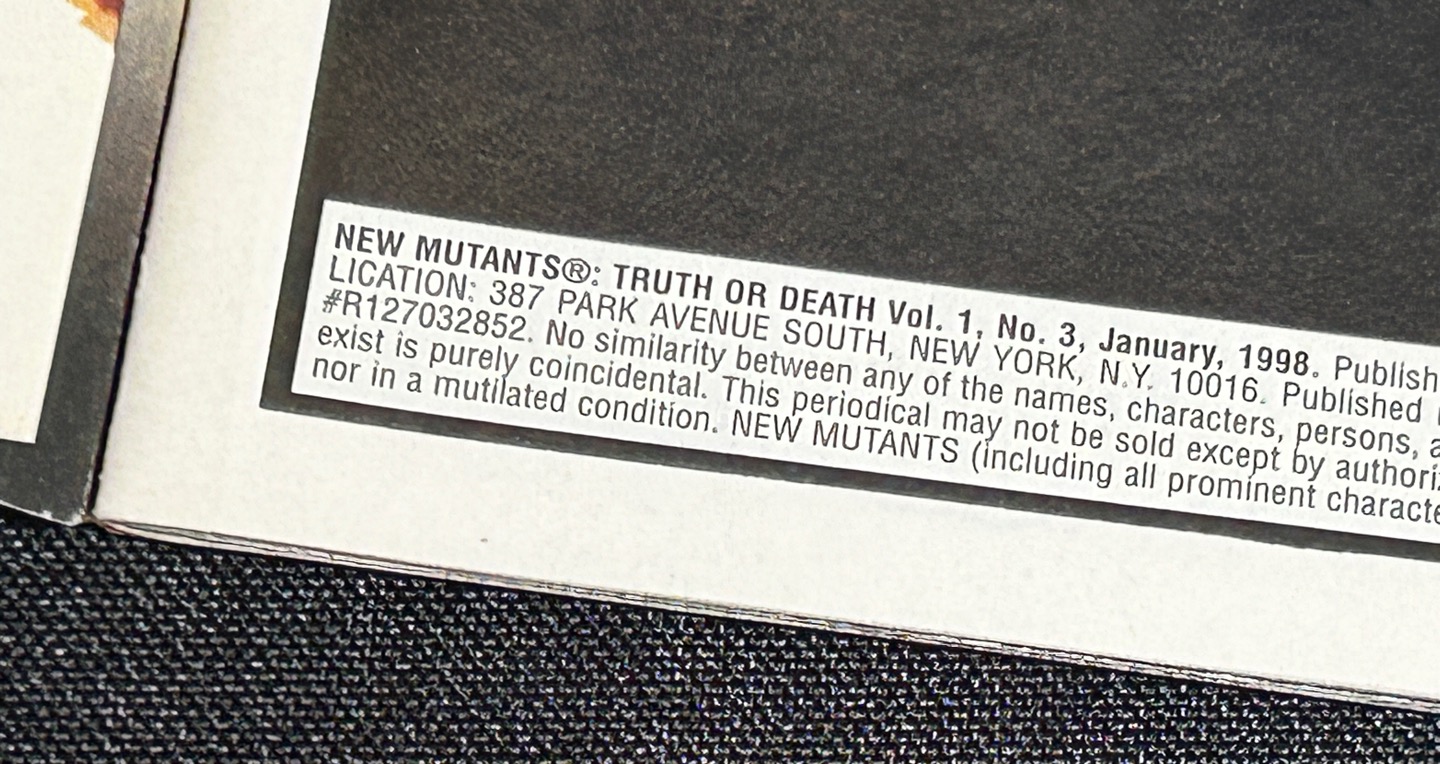 NEW MUTANTS®: TRUTH OR DEATH Vol. 1, No. 3, January, 1998. Publish
LICATION: 387 PARK AVENUE SOUTH, NEW YORK, N.Y. 10016. Published
#R127032852. No similarity between any of the names, characters, persons, a
exist is purely coincidental. This periodical may not be sold except by authori
nor in a mutilated condition. NEW MUTANTS (including all prominent characte